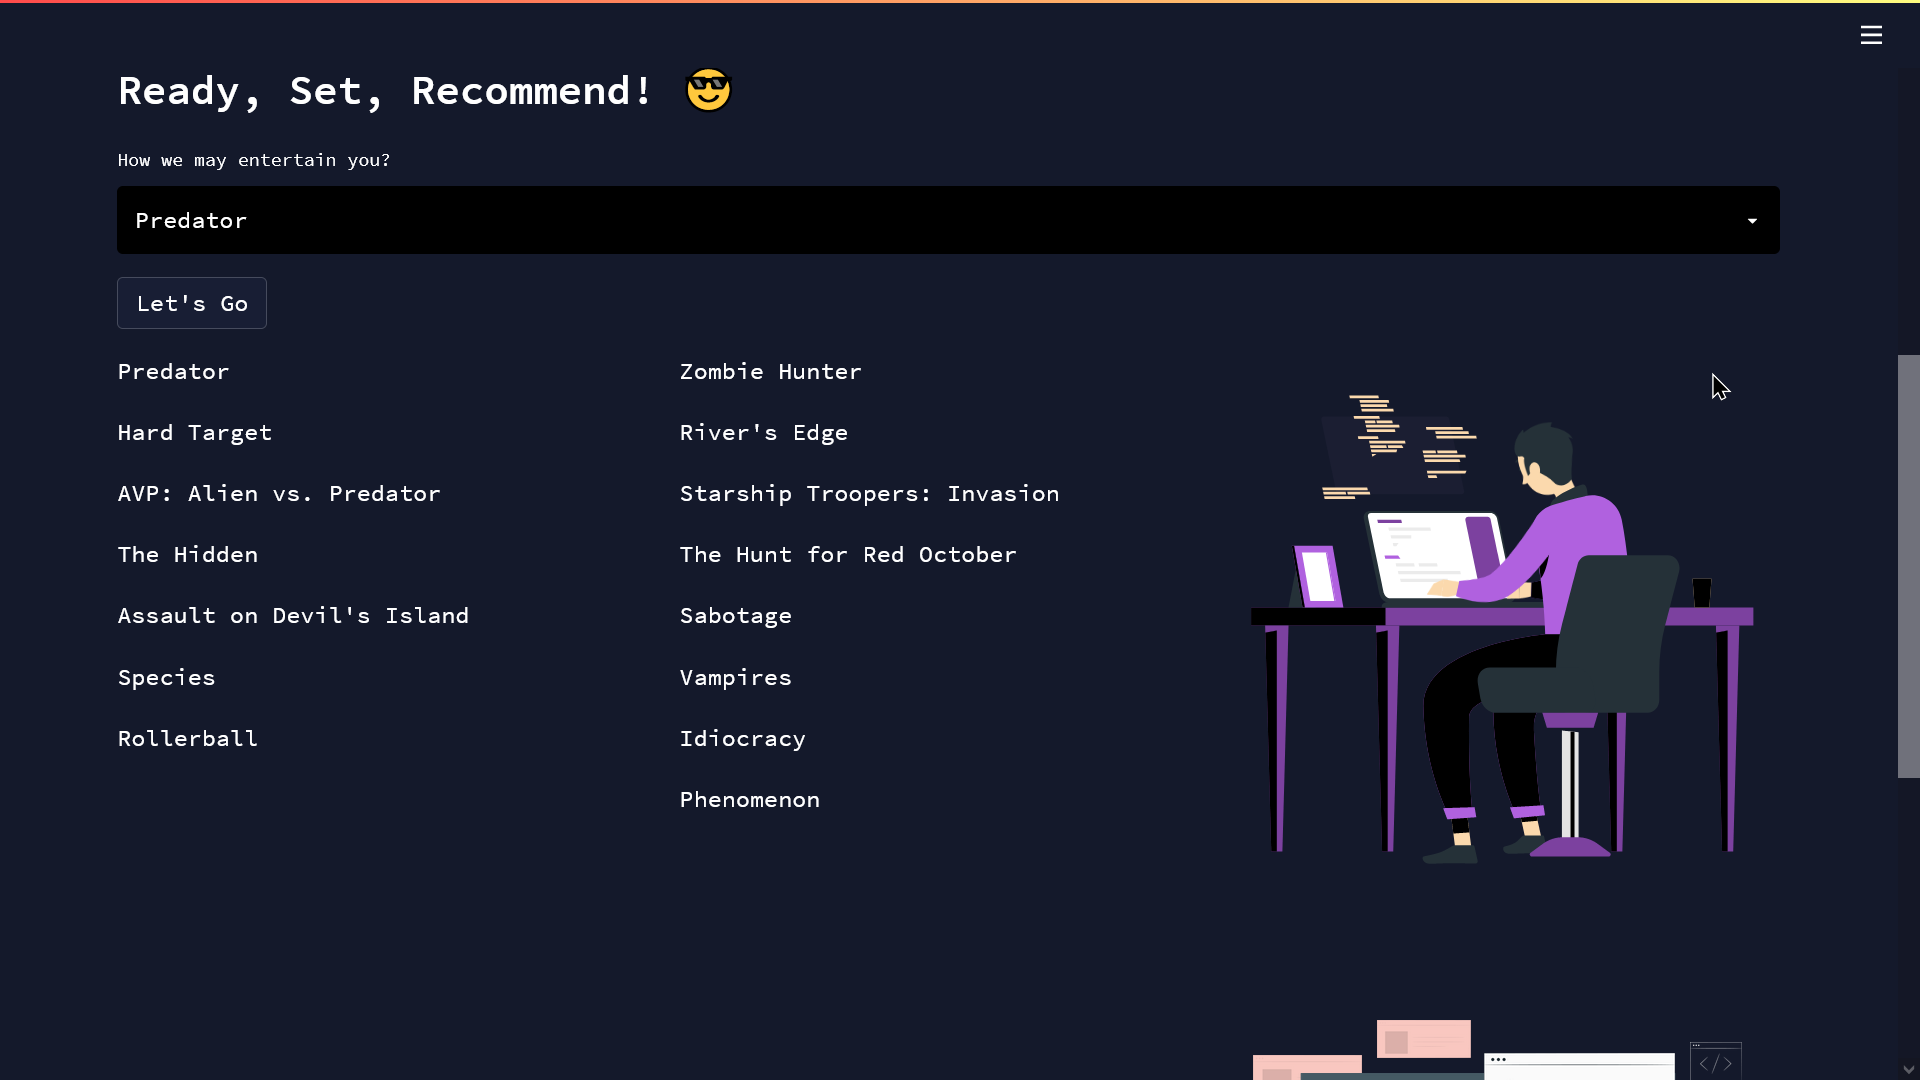 Ready, Set, Recommend! 😎
How we may entertain you?
Predator
Let's Go
Predator
Hard Target
AVP: Alien vs. Predator
The Hidden
Assault on Devil's Island
Species
Rollerball
Zombie Hunter
River's Edge
Starship Troopers: Invasion
The Hunt for Red October
Sabotage
Vampires
Idiocracy
Phenomenon